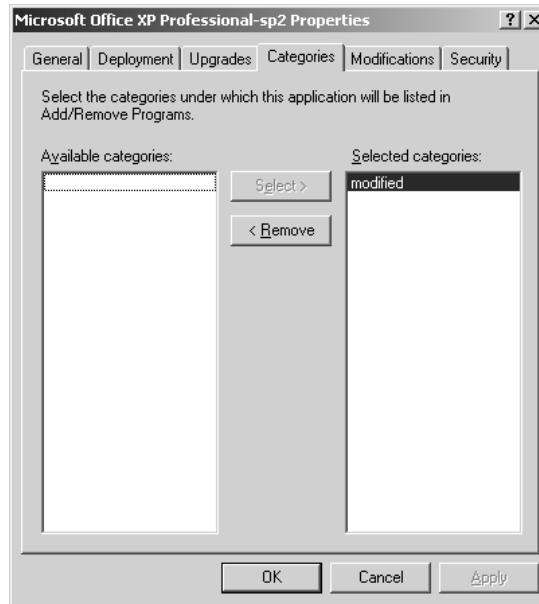 Microsoft Office XP Professional-sp2 Properties
General
Deployment
Upgrades
Categories
Modifications
Security
Select the categories under which this application will be listed in
Add/Remove Programs.
Available categories:
Selected categories:
Select >
modified
< Remove
OK
Cancel
Apply